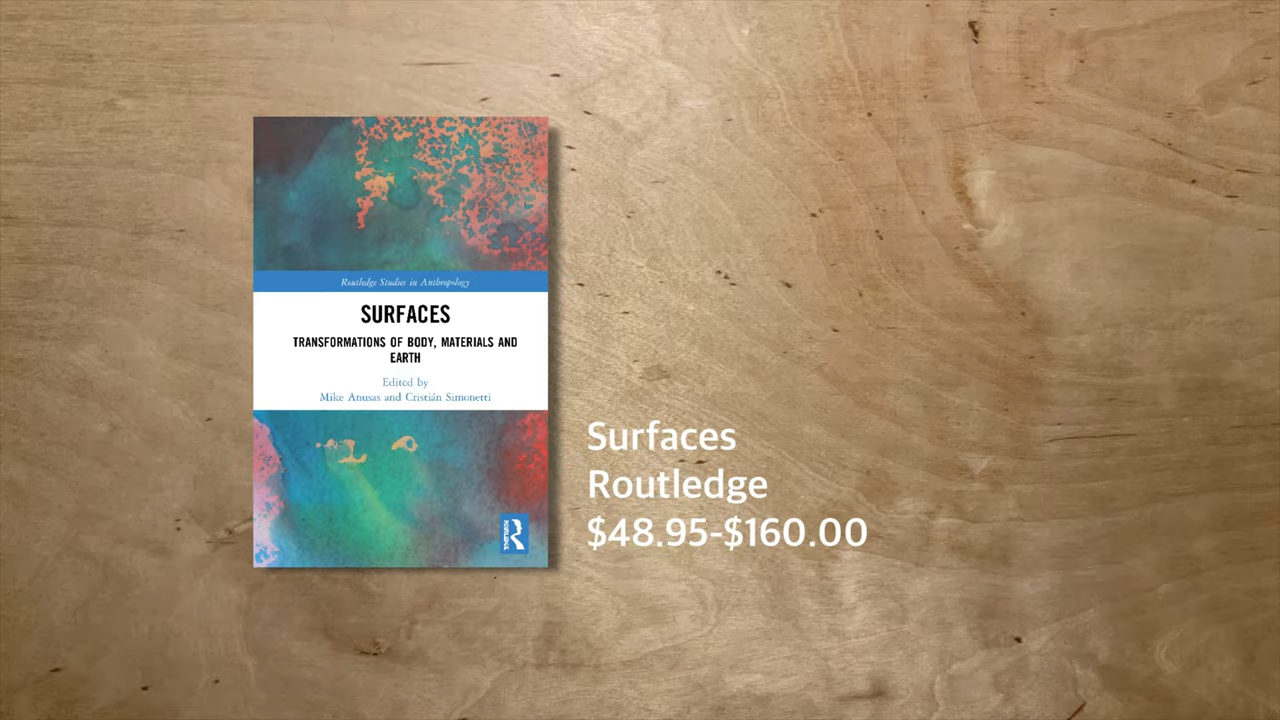 Routledge Studies in Anthropology
SURFACES
TRANSFORMATIONS OF BODY, MATERIALS AND
EARTH
Edited by
Mike Anusas and Cristián Simonetti
ROUTLEDGE
Surfaces
Routledge
$48.95-$160.00